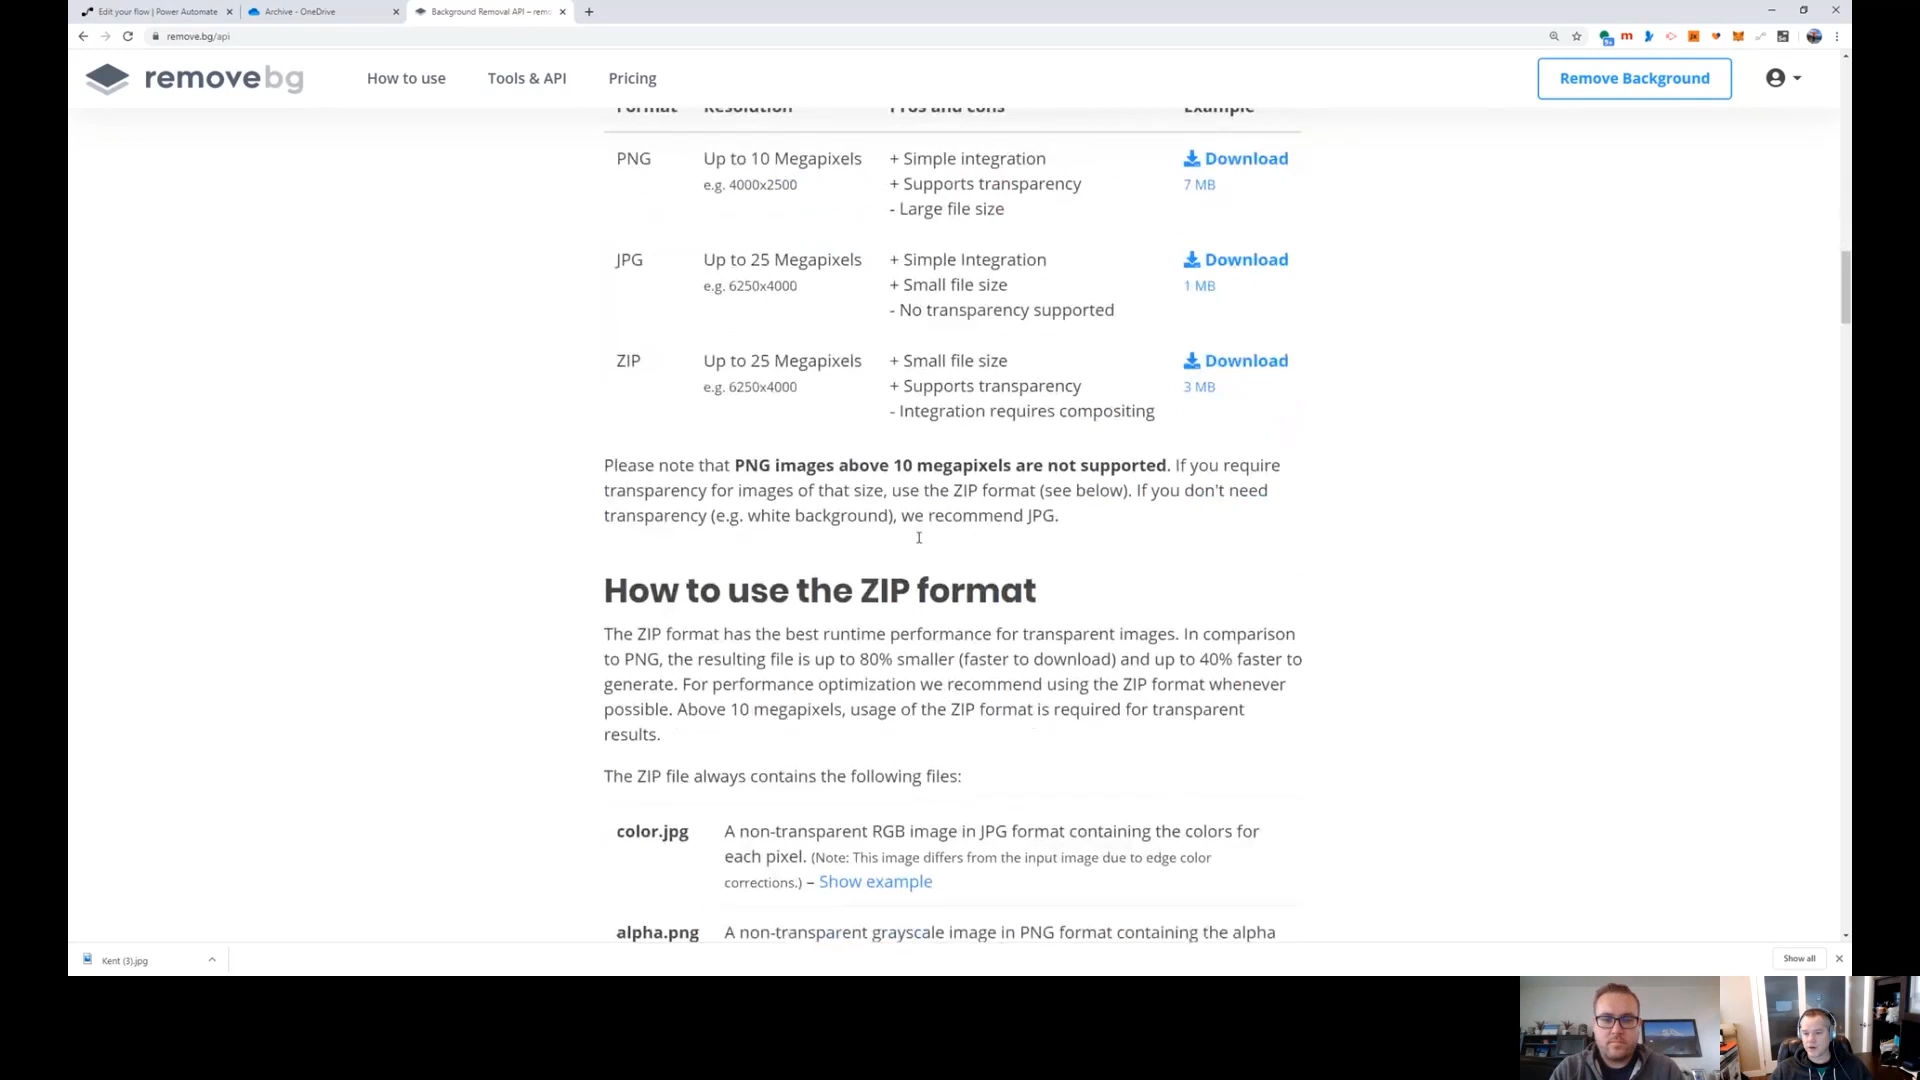 Edit your flow | Power Automate
Archive - OneDrive
Background Removal API – remo
remove.bg/api
removebg
How to use
Tools & API
Pricing
Remove Background
Format Resolution Pros and cons Example
PNG Up to 10 Megapixels + Simple integration Download
e.g. 4000x2500 + Supports transparency 7 MB
- Large file size
JPG Up to 25 Megapixels + Simple Integration Download
e.g. 6250x4000 + Small file size 1 MB
- No transparency supported
ZIP Up to 25 Megapixels + Small file size Download
e.g. 6250x4000 + Supports transparency 3 MB
- Integration requires compositing
Please note that PNG images above 10 megapixels are not supported. If you require
transparency for images of that size, use the ZIP format (see below). If you don't need
transparency (e.g. white background), we recommend JPG.
How to use the ZIP format
The ZIP format has the best runtime performance for transparent images. In comparison
to PNG, the resulting file is up to 80% smaller (faster to download) and up to 40% faster to
generate. For performance optimization we recommend using the ZIP format whenever
possible. Above 10 megapixels, usage of the ZIP format is required for transparent
results.
The ZIP file always contains the following files:
color.jpg A non-transparent RGB image in JPG format containing the colors for
each pixel. (Note: This image differs from the input image due to edge color
corrections.) – Show example
alpha.png A non-transparent grayscale image in PNG format containing the alpha
Kent (3).jpg
Show all